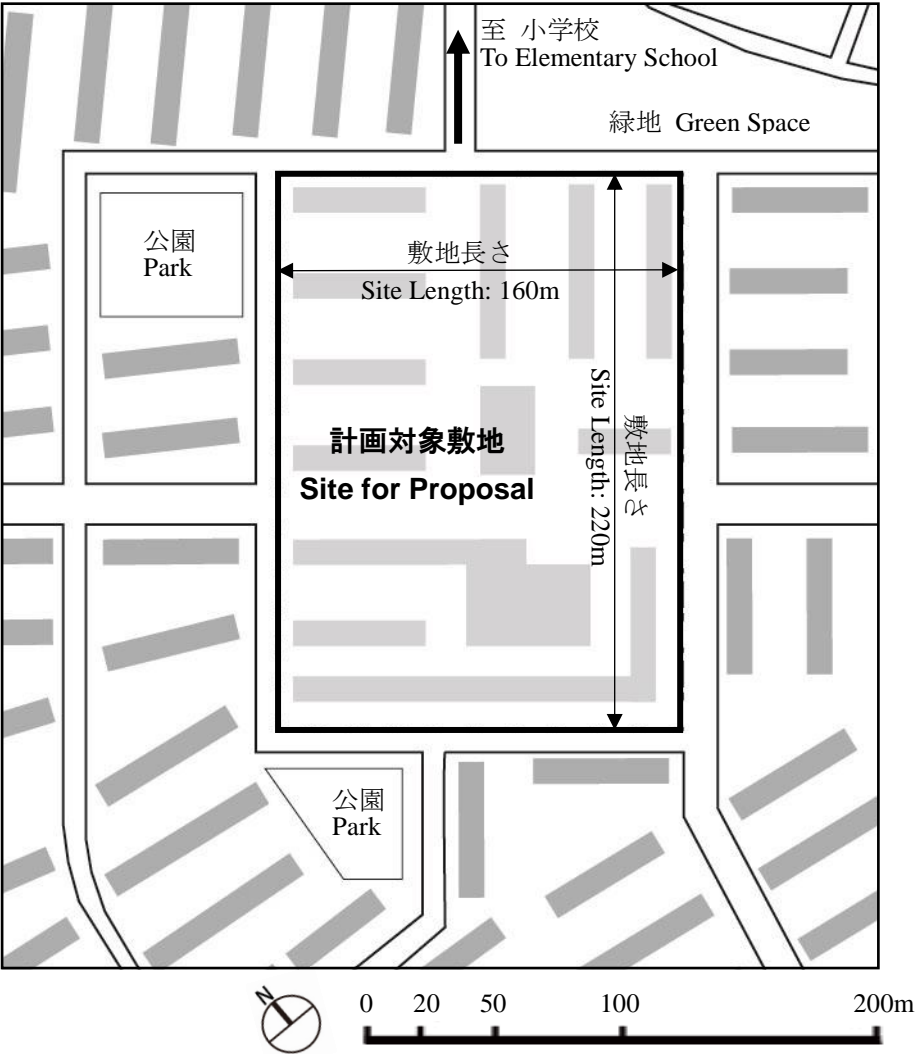 至 小学校
To Elementary School
緑地 Green Space
公園
Park
敷地長さ
Site Length: 160m
敷地長さ
Site Length: 220m
計画対象敷地
Site for Proposal
公園
Park
N
0 20 50 100 200m